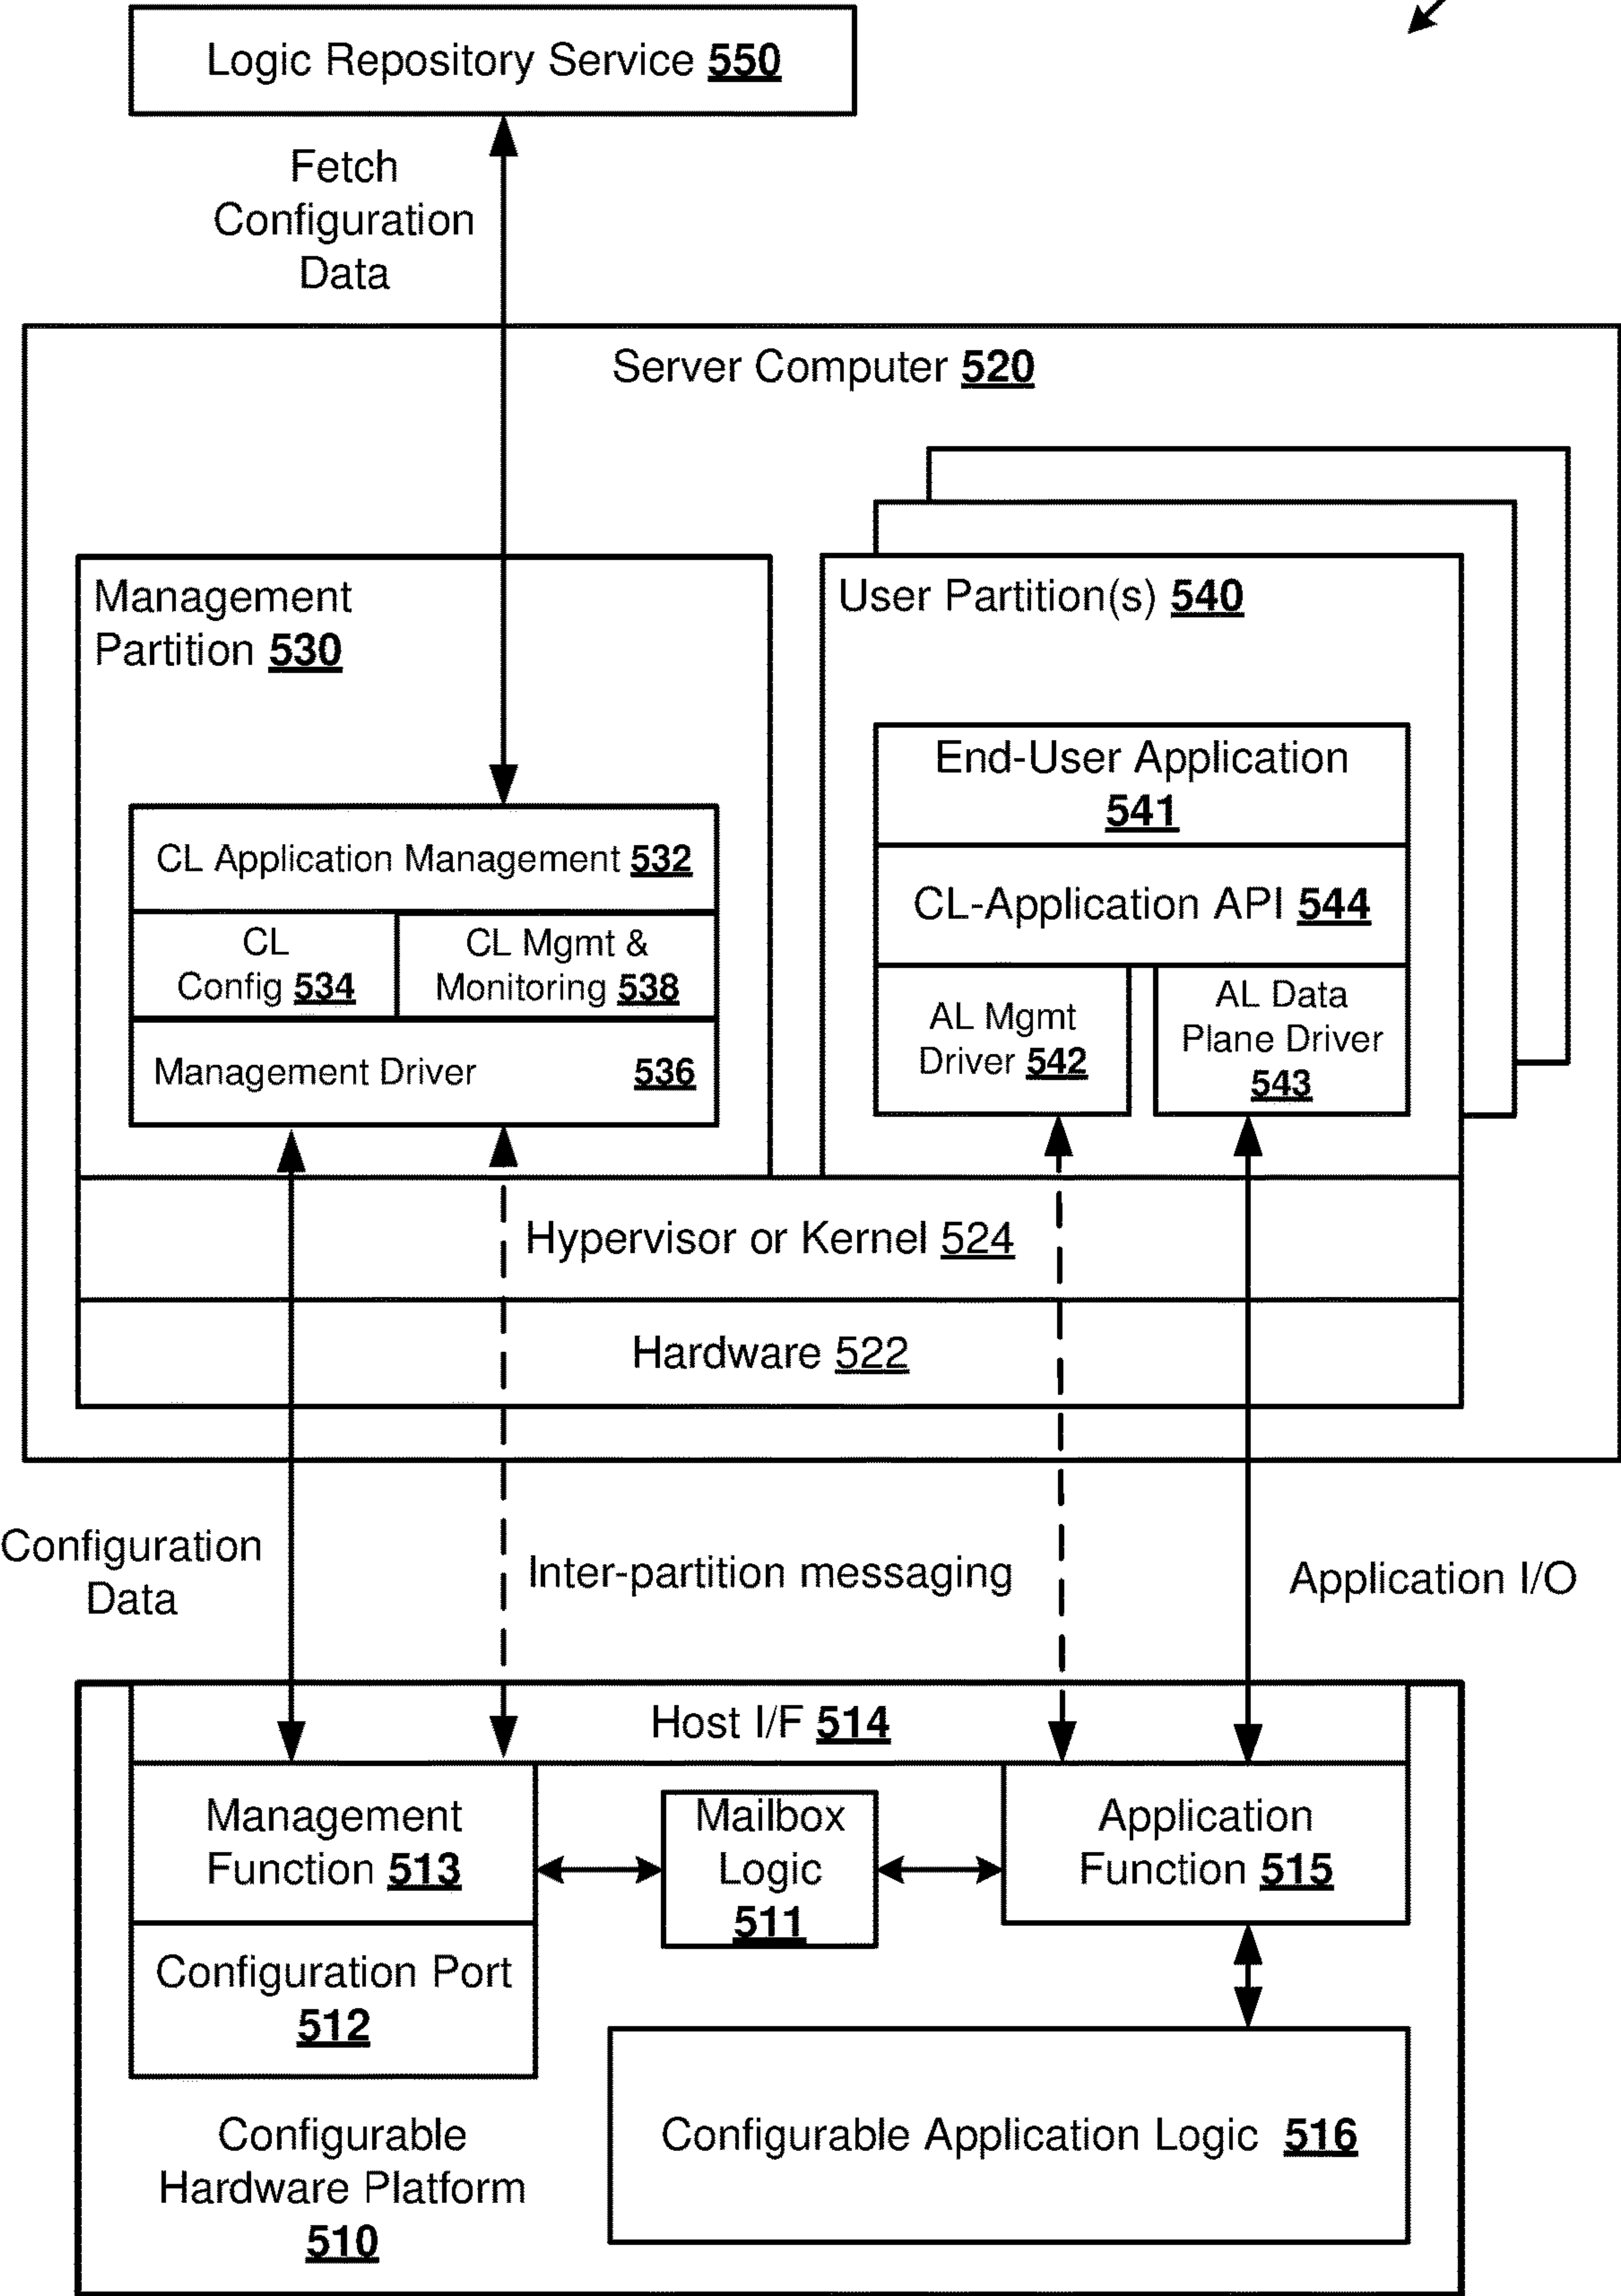 Logic Repository Service 550
Fetch
Configuration
Data
Server Computer 520
Management
Partition 530
User Partition(s) 540
End-User Application
541
CL Application Management 532
CL-Application API 544
CL
Config 534
CL Mgmt &
Monitoring 538
AL Mgmt
Driver 542
AL Data
Plane Driver
543
Management Driver 536
Hypervisor or Kernel 524
Hardware 522
Configuration
Data
Inter-partition messaging
Application I/O
Host I/F 514
Management
Function 513
Mailbox
Logic
511
Application
Function 515
Configuration Port
512
Configurable Application Logic 516
Configurable
Hardware Platform
510